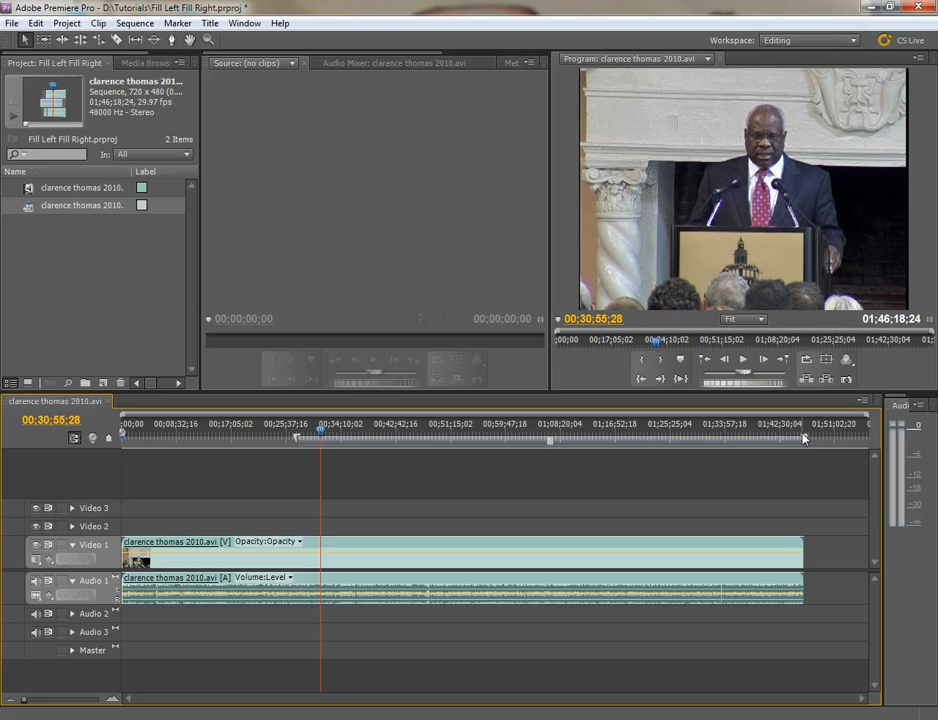 Adobe Premiere Pro - D:\Tutorials\Fill Left Fill Right.prproj *
File Edit Project Clip Sequence Marker Title Window Help
Workspace: Editing CS Live
Project: Fill Left Fill Right Media Brows
Source: (no clips) Audio Mixer: clarence thomas 2010.avi Met
Program: clarence thomas 2010.avi
clarence thomas 201...
Sequence, 720 x 480 (0....
01;46;18;24, 29.97 fps
48000 Hz - Stereo
Fill Left Fill Right.prproj 2 Items
In: All
Name Label
clarence thomas 2010.
clarence thomas 2010.
00;00;00;00 00;00;00;00
00;30;55;28 Fit 01;46;18;24
;00;00 00;17;05;02 00;34;10;02 00;51;15;02 01;08;20;04 01;25;25;04 01;42;30;04 01;
clarence thomas 2010.avi
00;30;55;28
;00;00 00;08;32;16 00;17;05;02 00;25;37;16 00;34;10;02 00;42;42;16 00;51;15;02 00;59;47;18 01;08;20;04 01;16;52;18 01;25;25;04 01;33;57;18 01;42;30;04 01;51;02;20 0
Video 3
Video 2
Video 1
clarence thomas 2010.avi [V] Opacity:Opacity
Audio 1
clarence thomas 2010.avi [A] Volume:Level
Audio 2
Audio 3
Master
Audi
0
-6
-12
-18
-30